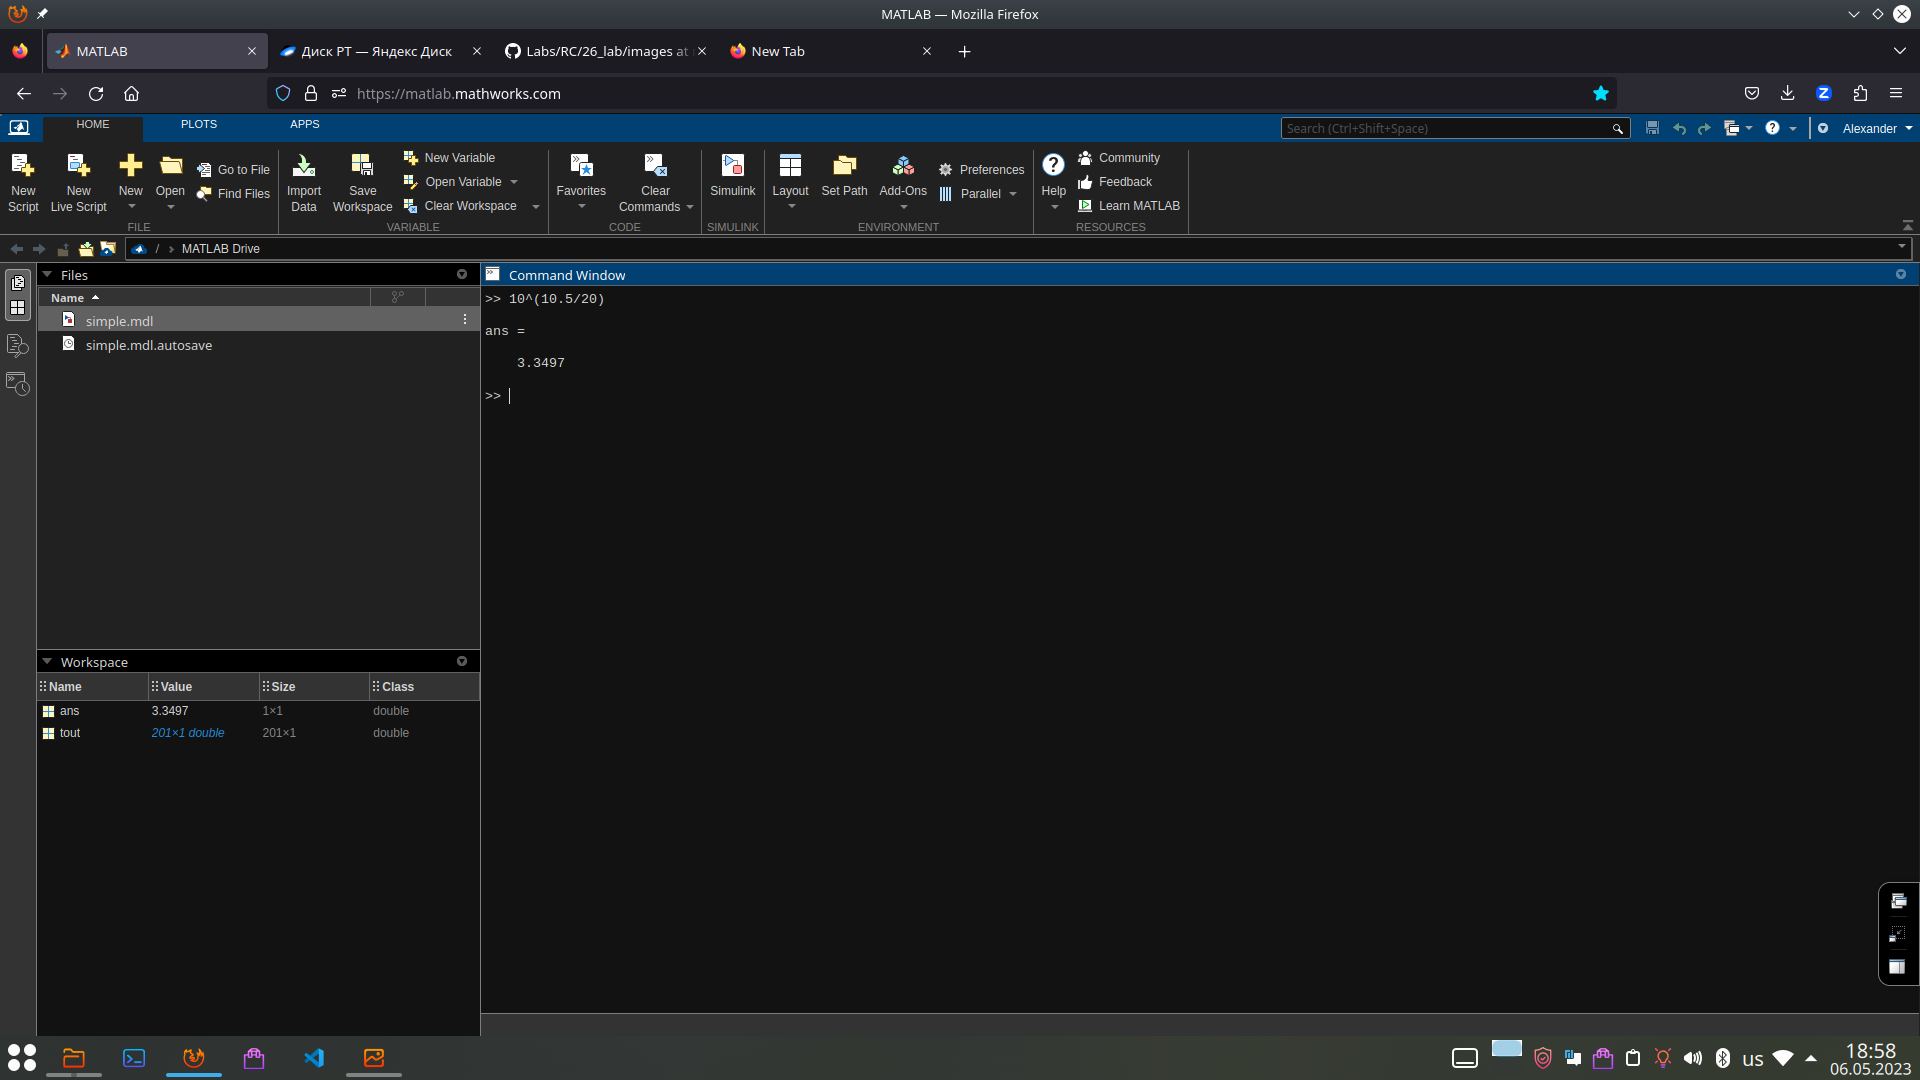 MATLAB — Mozilla Firefox
MATLAB
Диск РТ — Яндекс Диск
Labs/RC/26_lab/images at
New Tab
https://matlab.mathworks.com
HOME
PLOTS
APPS
Search (Ctrl+Shift+Space)
Alexander
New Script
New Live Script
New
Open
Go to File
Find Files
FILE
Import Data
Save Workspace
New Variable
Open Variable
Clear Workspace
VARIABLE
Favorites
Clear Commands
CODE
Simulink
SIMULINK
Layout
Set Path
Add-Ons
Preferences
Parallel
ENVIRONMENT
Help
Community
Feedback
Learn MATLAB
RESOURCES
/ MATLAB Drive
Files
Name
simple.mdl
simple.mdl.autosave
Workspace
Name Value Size Class
ans 3.3497 1×1 double
tout 201×1 double 201×1 double
Command Window
>> 10^(10.5/20)
ans =
3.3497
>>
us
18:58
06.05.2023